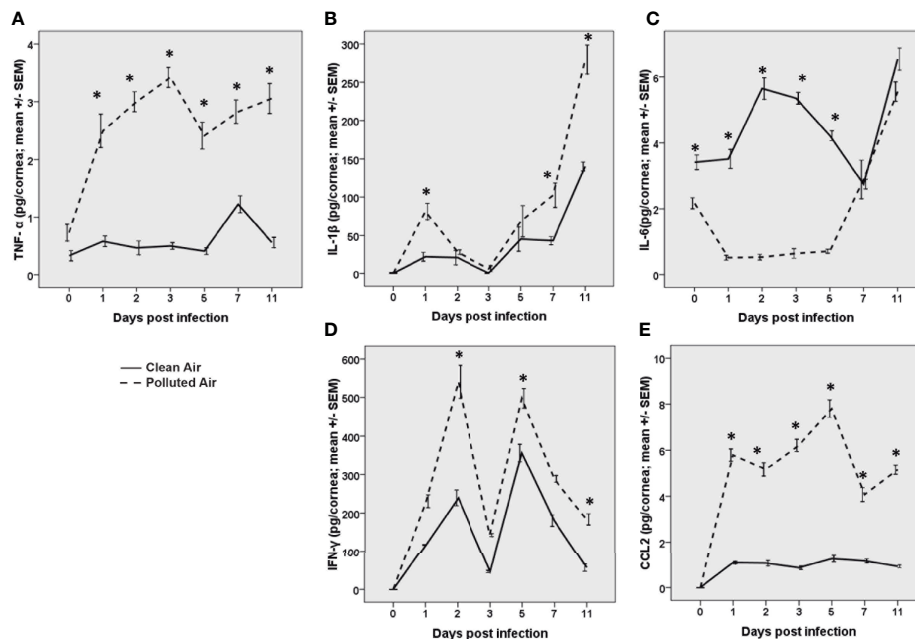 A
TNF- α (pg/cornea; mean +/- SEM)
4
3
2
1
0
* * * * * *
0 1 2 3 5 7 11
Days post infection
B
IL-1β (pg/cornea; mean +/- SEM)
300
250
200
150
100
50
0
* * *
0 1 2 3 5 7 11
Days post infection
C
IL-6(pg/cornea; mean +/- SEM)
6
4
2
0
* * * * *
0 1 2 3 5 7 11
Days post infection
Clean Air
Polluted Air
D
IFN-γ (pg/cornea; mean +/- SEM)
600
500
400
300
200
100
0
* * *
0 1 2 3 5 7 11
Days post infection
E
CCL2 (pg/cornea; mean +/- SEM)
10
8
6
4
2
0
* * * * * *
0 1 2 3 5 7 11
Days post infection